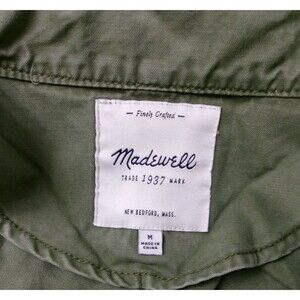 — Finely Crafted —
Madewell
TRADE 1937 MARK
NEW BEDFORD, MASS.
M
MADE IN
CHINA